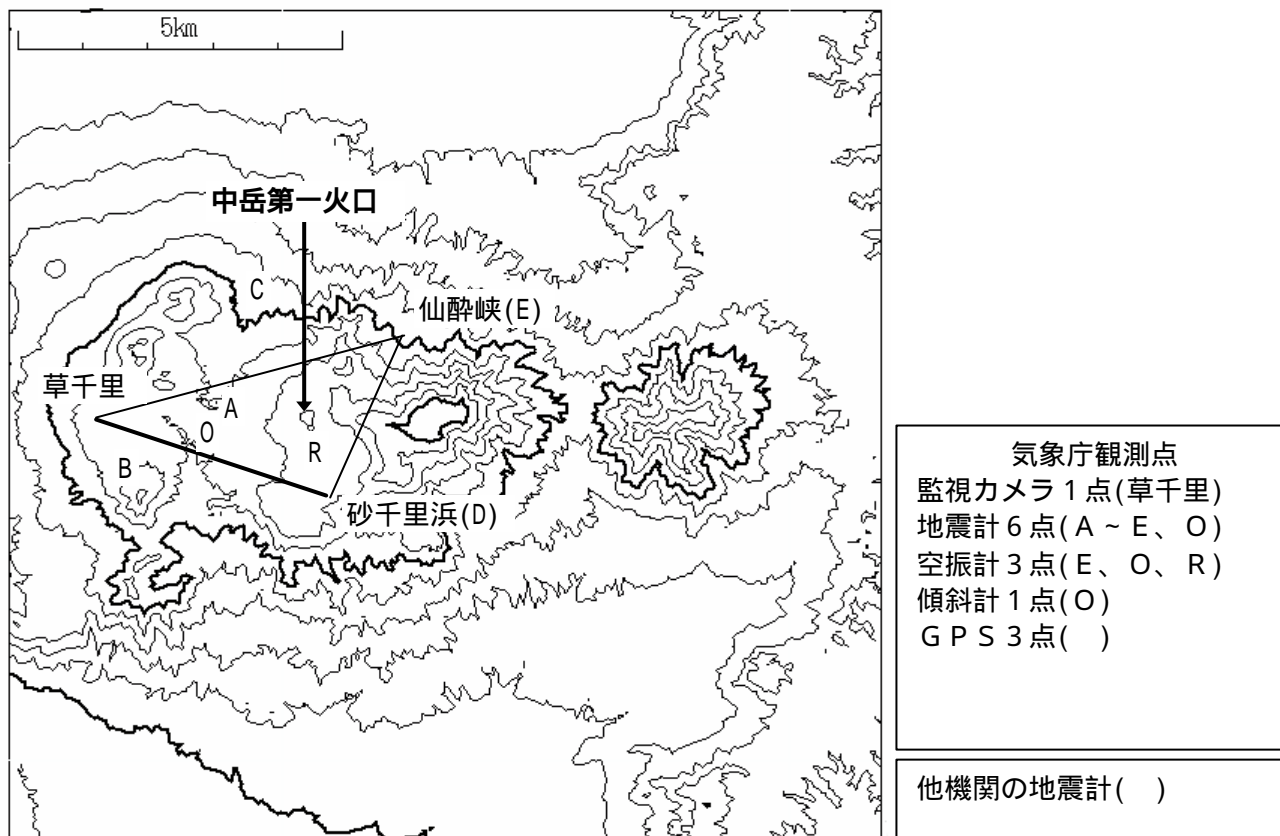 5km
中岳第一火口
C
仙酔峡(E)
草千里
A
O
R
B
砂千里浜(D)
気象庁観測点
監視カメラ1点(草千里)
地震計6点(A~E、O)
空振計3点(E、O、R)
傾斜計1点(O)
GPS3点(　)
他機関の地震計(　)